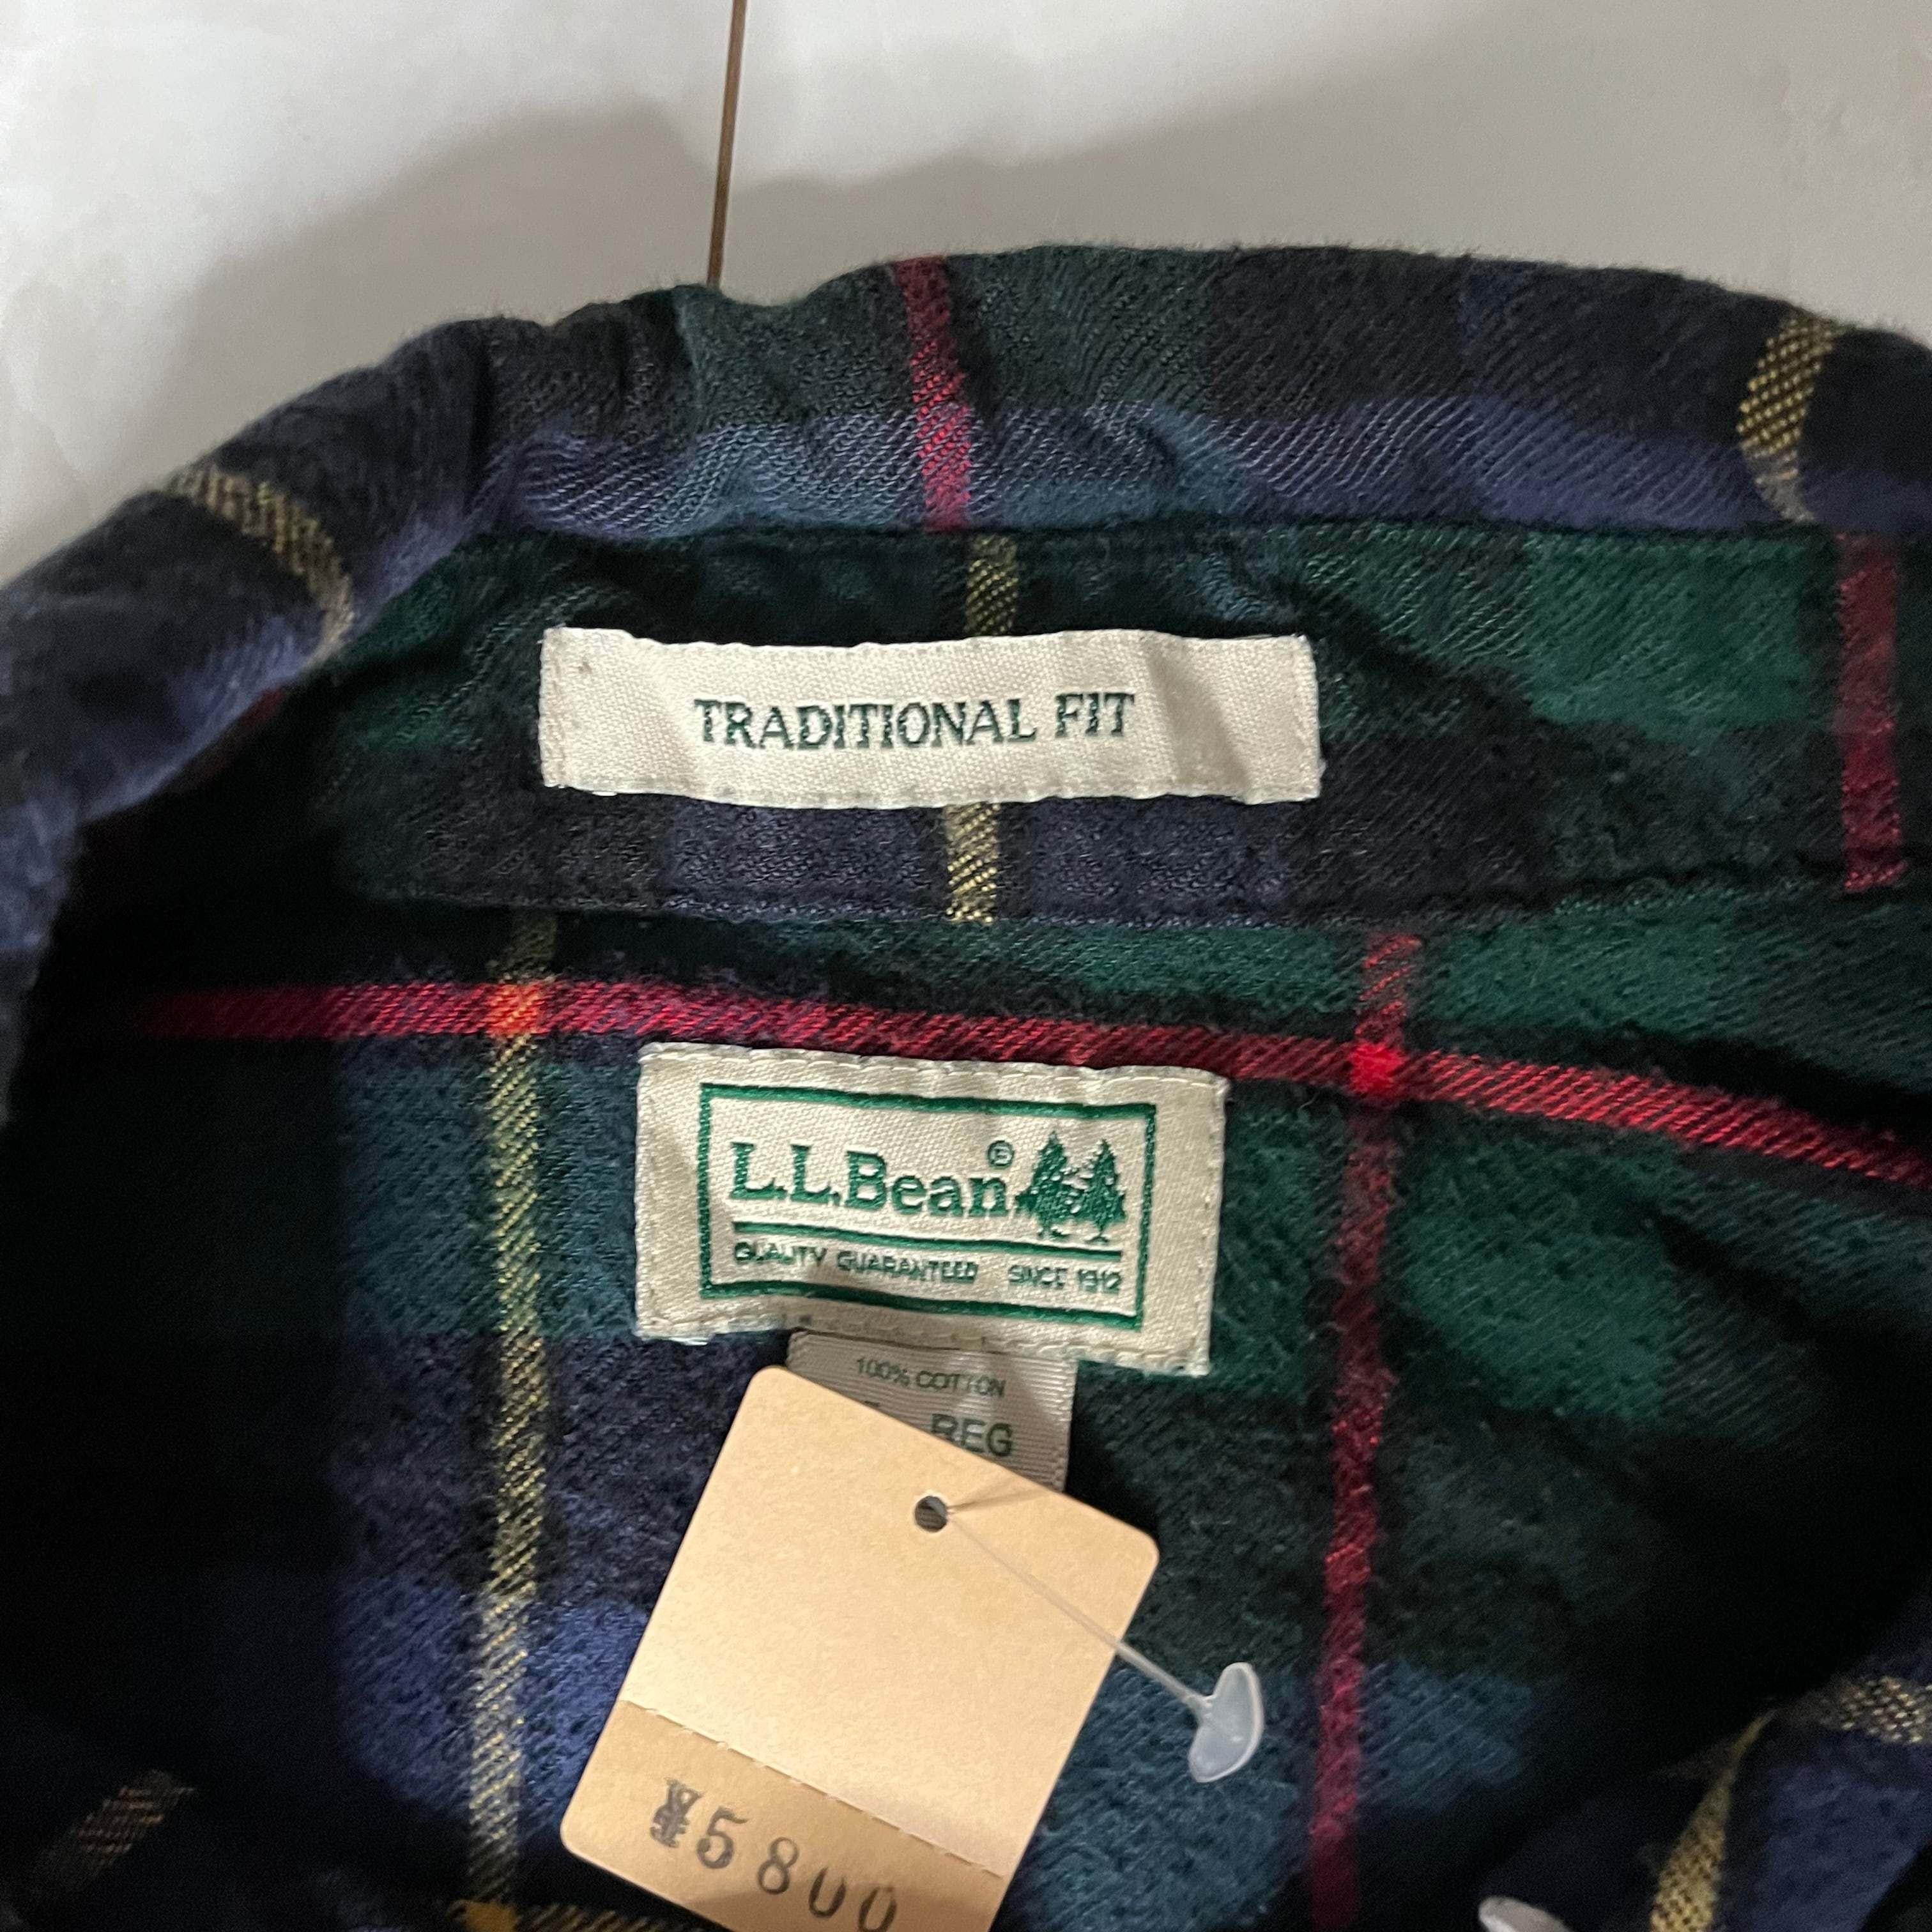 TRADITIONAL FIT
L.L.Bean®
QUALITY GUARANTEED SINCE 1912
100% COTTON
REG
5800